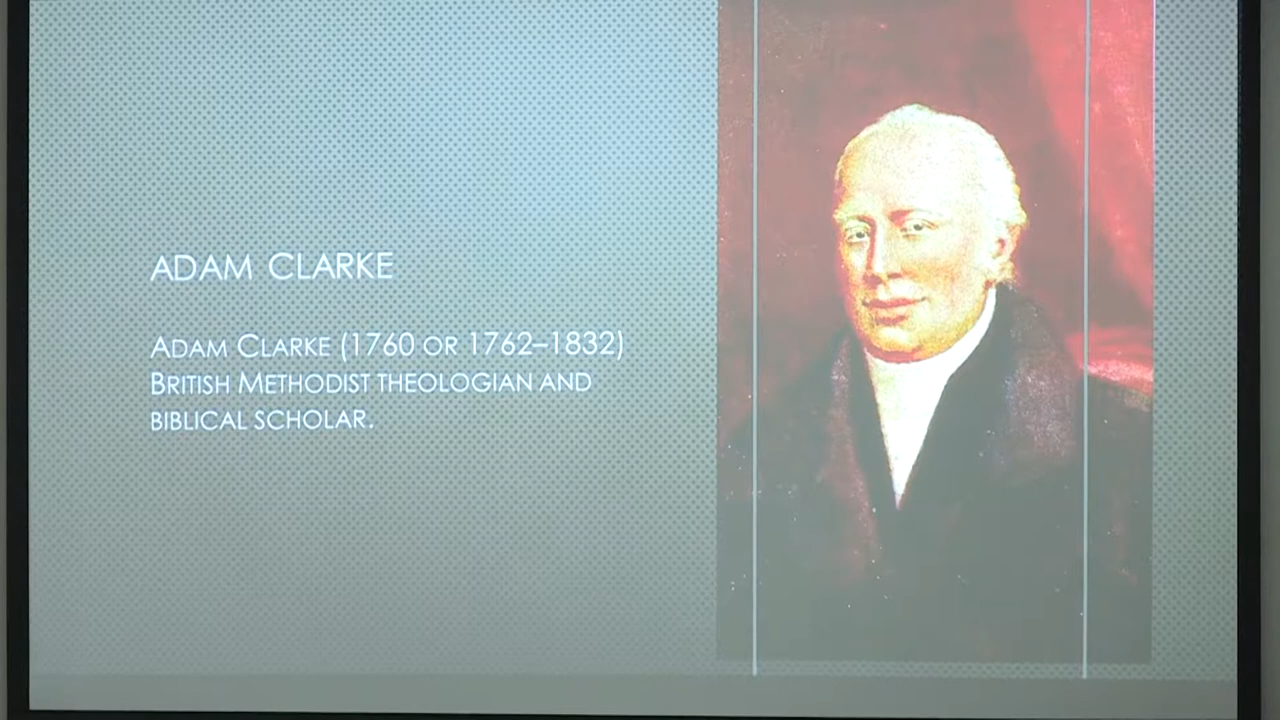 ADAM CLARKE
ADAM CLARKE (1760 OR 1762–1832)
BRITISH METHODIST THEOLOGIAN AND
BIBLICAL SCHOLAR.